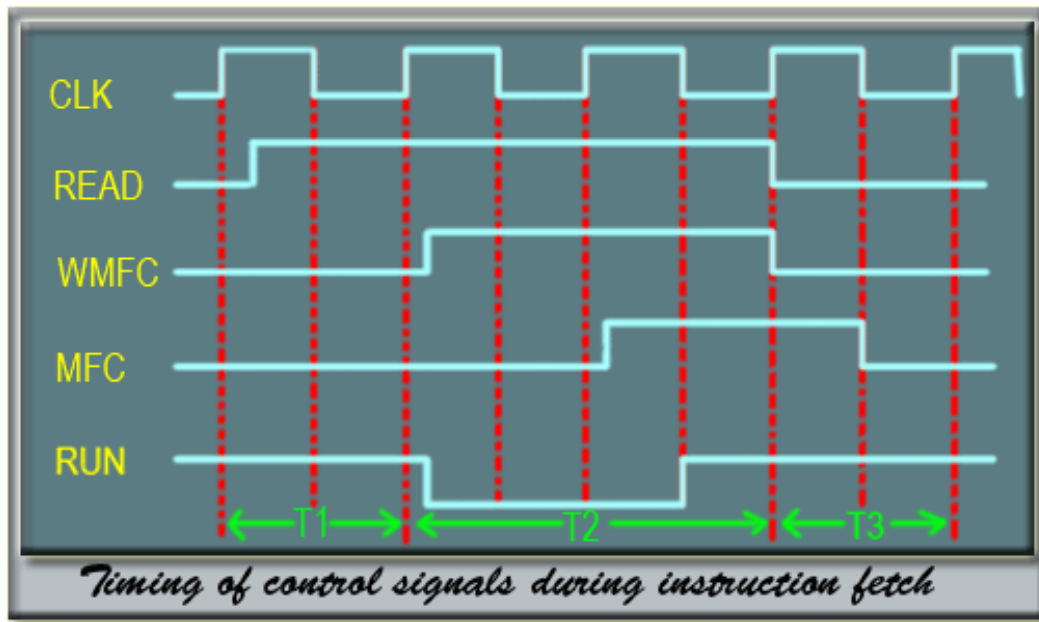 CLK
READ
WMFC
MFC
RUN
T1 T2 T3
Timing of control signals during instruction fetch